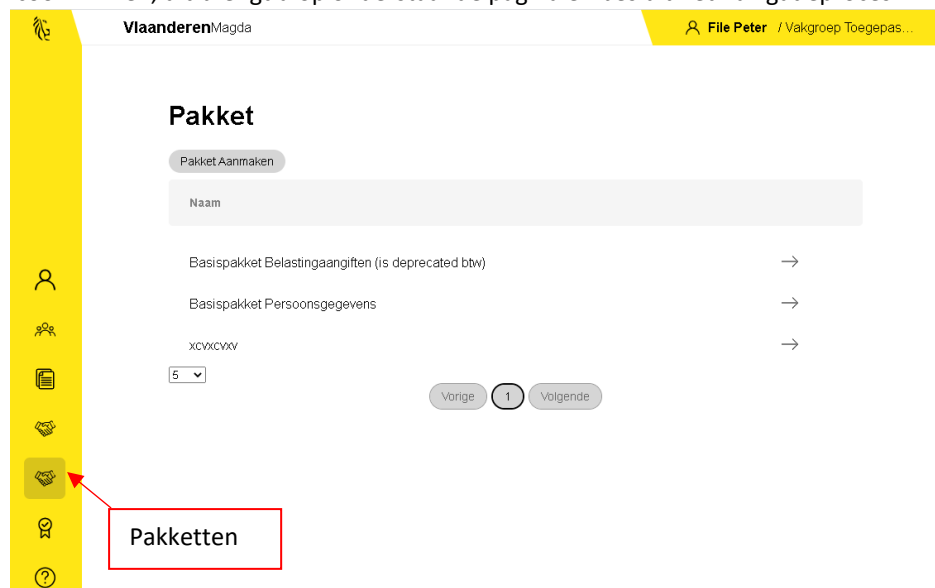 VlaanderenMagda
File Peter / Vakgroep Toegepas...
Pakket
Pakket Aanmaken
Naam
Basispakket Belastingaangiften (is deprecated btw)
Basispakket Persoonsgegevens
xcvxcvxv
5
Vorige 1 Volgende
Pakketten